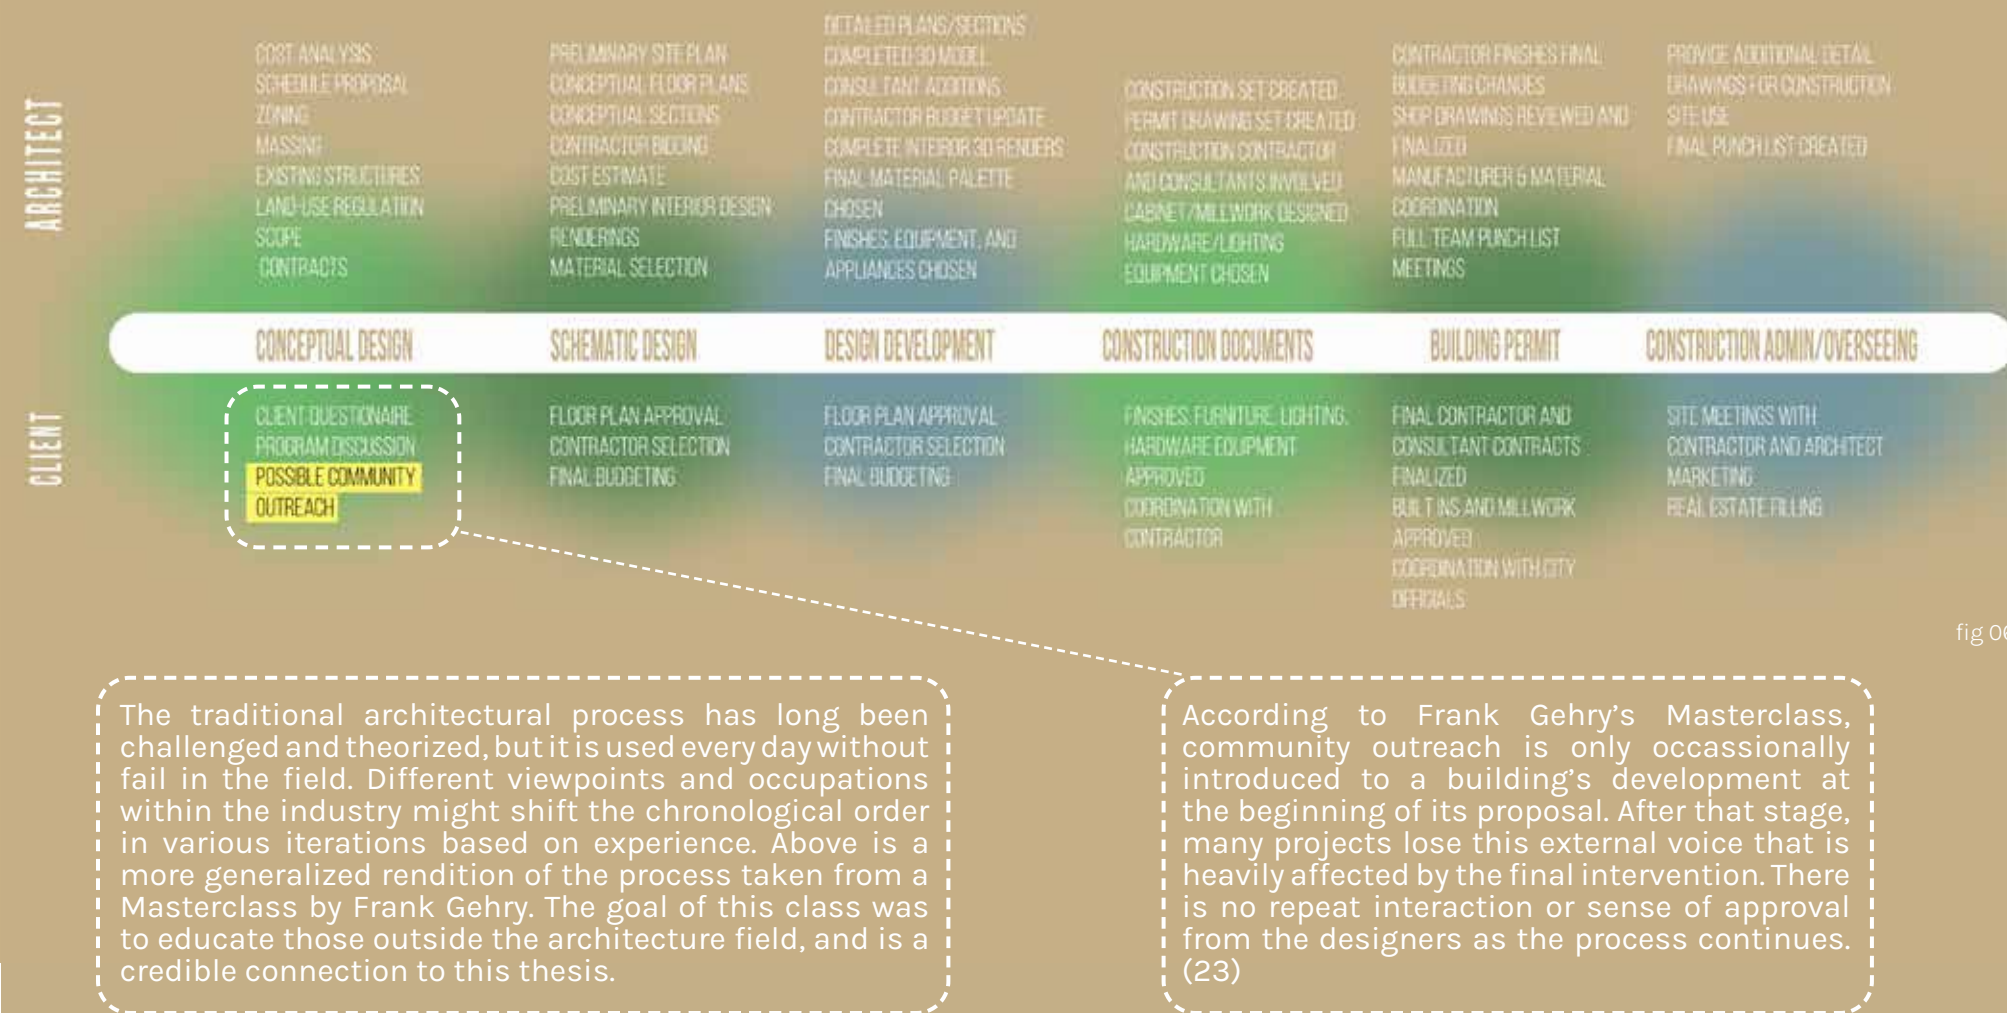 ARCHITECT
COST ANALYSIS
SCHEDULE PROPOSAL
ZONING
MASSING
EXISTING STRUCTURES
LAND-USE REGULATION
SCOPE
CONTRACTS
PRELIMINARY SITE PLAN
CONCEPTUAL FLOOR PLANS
CONCEPTUAL SECTIONS
CONTRACTOR BIDDING
COST ESTIMATE
PRELIMINARY INTERIOR DESIGN
RENDERINGS
MATERIAL SELECTION
DETAILED PLANS/SECTIONS
COMPLETED 3D MODEL
CONSULTANT ADDITIONS
CONTRACTOR BUDGET UPDATE
COMPLETE INTERIOR 3D RENDERS
FINAL MATERIAL PALETTE
CHOSEN
FINISHES, EQUIPMENT, AND
APPLIANCES CHOSEN
CONSTRUCTION SET CREATED
PERMIT DRAWING SET CREATED
CONSTRUCTION CONTRACTOR
AND CONSULTANTS INVOLVED
CABINET/MILLWORK DESIGNED
HARDWARE/LIGHTING
EQUIPMENT CHOSEN
CONTRACTOR FINISHES FINAL
BUDGETING CHANGES
SHOP DRAWINGS REVIEWED AND
FINALIZED
MANUFACTURER & MATERIAL
COORDINATION
FULL TEAM PUNCH LIST
MEETINGS
PROVIDE ADDITIONAL DETAIL
DRAWINGS FOR CONSTRUCTION
SITE USE
FINAL PUNCH LIST CREATED
CONCEPTUAL DESIGN
SCHEMATIC DESIGN
DESIGN DEVELOPMENT
CONSTRUCTION DOCUMENTS
BUILDING PERMIT
CONSTRUCTION ADMIN/OVERSEEING
CLIENT
CLIENT QUESTIONAIRE
PROGRAM DISCUSSION
POSSIBLE COMMUNITY
OUTREACH
FLOOR PLAN APPROVAL
CONTRACTOR SELECTION
FINAL BUDGETING
FLOOR PLAN APPROVAL
CONTRACTOR SELECTION
FINAL BUDGETING
FINISHES, FURNITURE, LIGHTING,
HARDWARE EQUIPMENT
APPROVED
COORDINATION WITH
CONTRACTOR
FINAL CONTRACTOR AND
CONSULTANT CONTRACTS
FINALIZED
BUILT INS AND MILLWORK
APPROVED
COORDINATION WITH CITY
OFFICIALS
SITE MEETINGS WITH
CONTRACTOR AND ARCHITECT
MARKETING
REAL ESTATE FILLING
fig 06
The traditional architectural process has long been
challenged and theorized, but it is used every day without
fail in the field. Different viewpoints and occupations
within the industry might shift the chronological order
in various iterations based on experience. Above is a
more generalized rendition of the process taken from a
Masterclass by Frank Gehry. The goal of this class was
to educate those outside the architecture field, and is a
credible connection to this thesis.
According to Frank Gehry's Masterclass,
community outreach is only occassionally
introduced to a building's development at
the beginning of its proposal. After that stage,
many projects lose this external voice that is
heavily affected by the final intervention. There
is no repeat interaction or sense of approval
from the designers as the process continues.
(23)